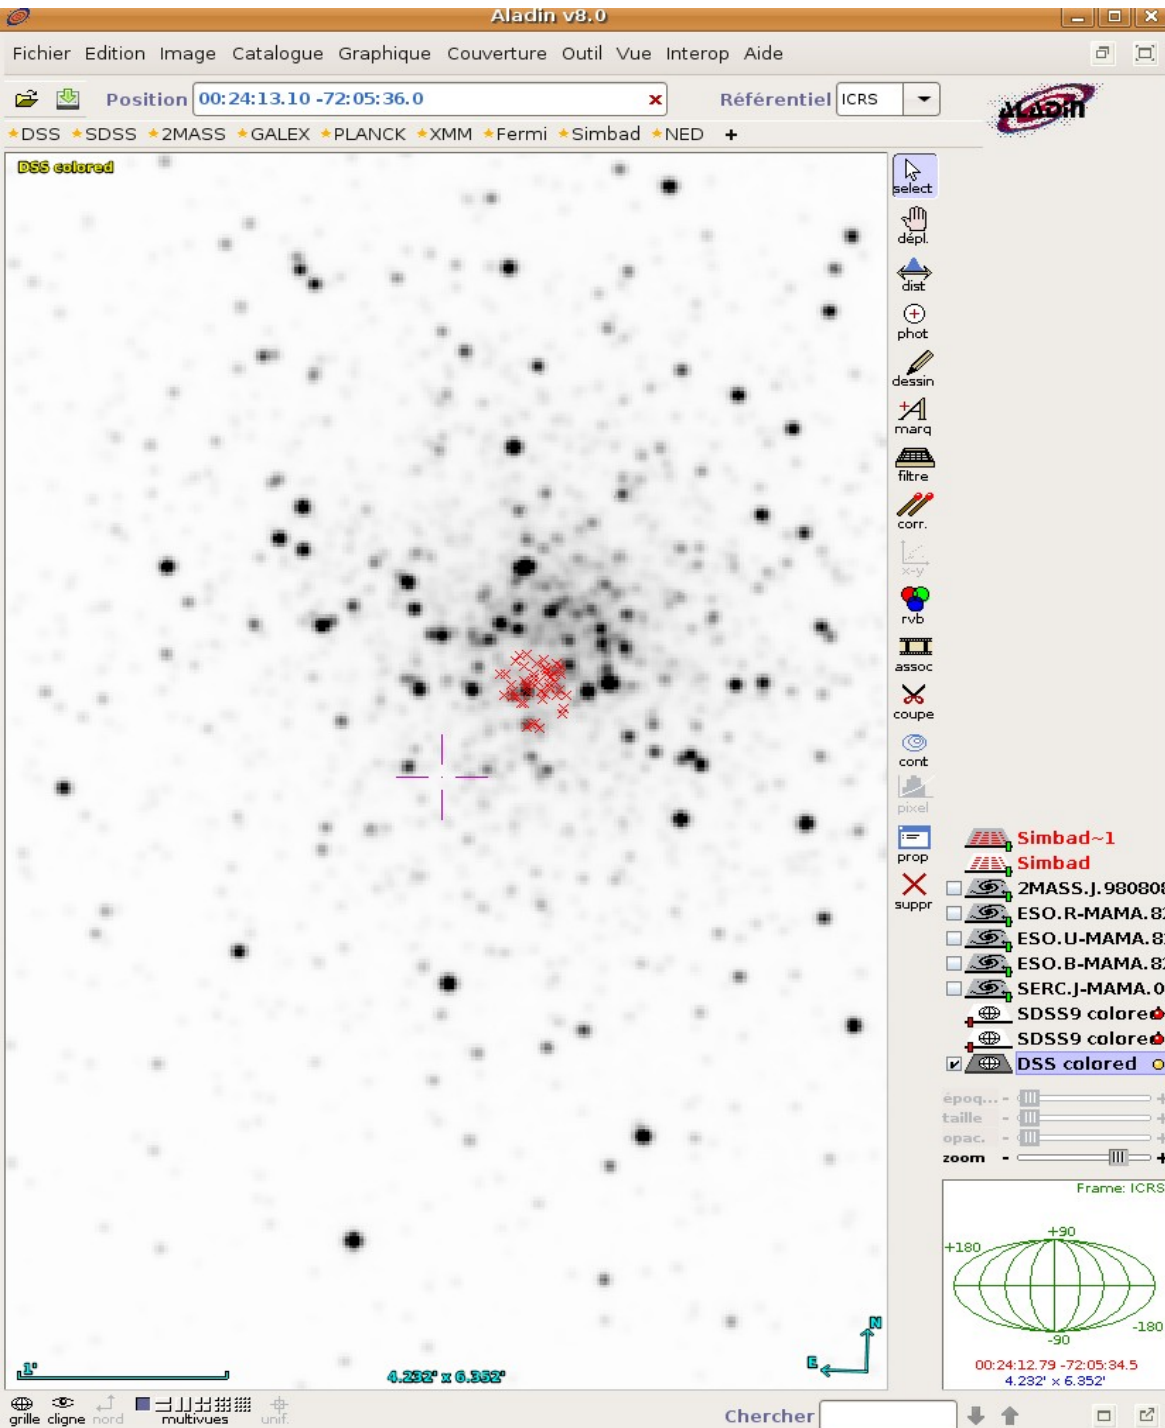 Aladin v8.0
Fichier Edition Image Catalogue Graphique Couverture Outil Vue Interop Aide
Position 00:24:13.10 -72:05:36.0 x Référentiel ICRS
ALADIN
DSS SDSS 2MASS GALEX PLANCK XMM Fermi Simbad NED +
DSS colored
select
dépl.
dist
phot
dessin
marq
filtre
corr.
x-y
rvb
assoc
coupe
cont
pixel
prop
suppr
Simbad~1
Simbad
2MASS.J.980808
ESO.R-MAMA.8
ESO.U-MAMA.8
ESO.B-MAMA.8
SERC.J-MAMA.0
SDSS9 colore
SDSS9 colore
DSS colored
époq... - +
taille - +
opac. - +
zoom - +
Frame: ICRS
+90
+180
-180
-90
00:24:12.79 -72:05:34.5
4.232' x 6.352'
N
E
1'
4.232' x 6.352'
grille cligne nord multivues unif.
Chercher